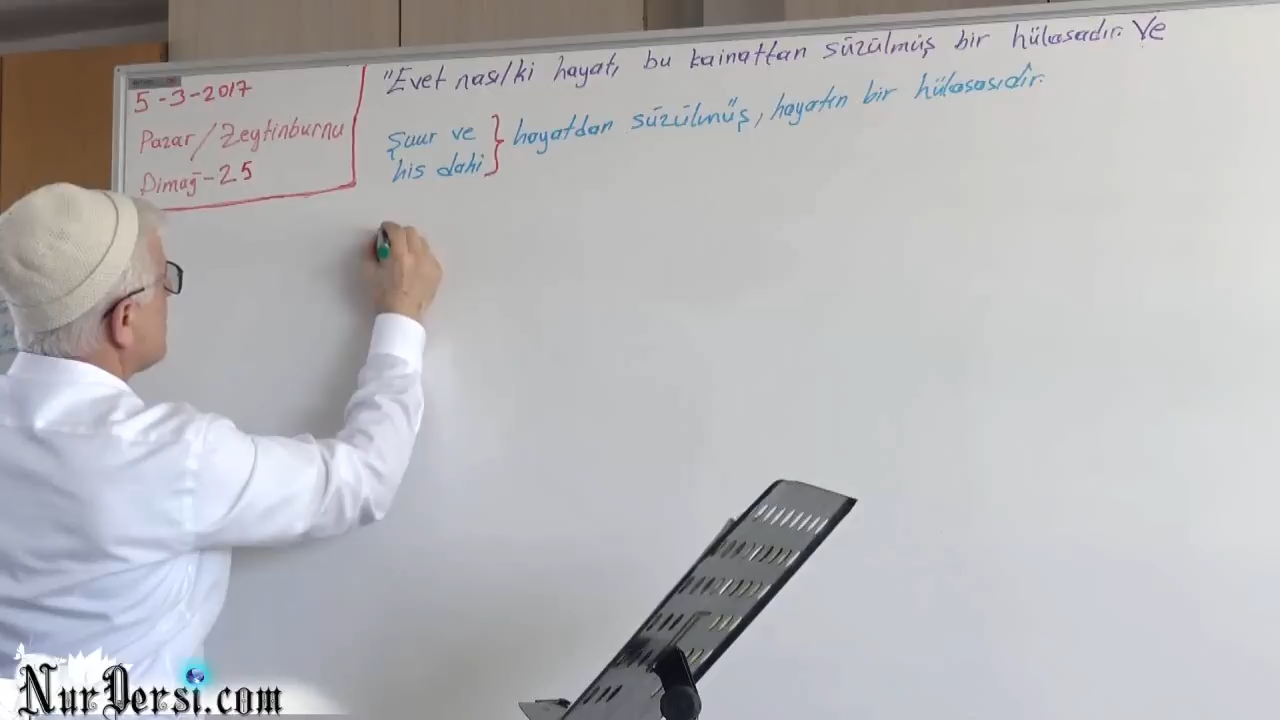 5-3-2017
Pazar/Zeytinburnu
Dimağ-25
"Evet nasılki hayat, bu kainattan süzülmüş bir hülasadır. Ve
Şuur ve
his dahi } hayatdan süzülmüş, hayatın bir hülasasıdır.
NurDersi.com